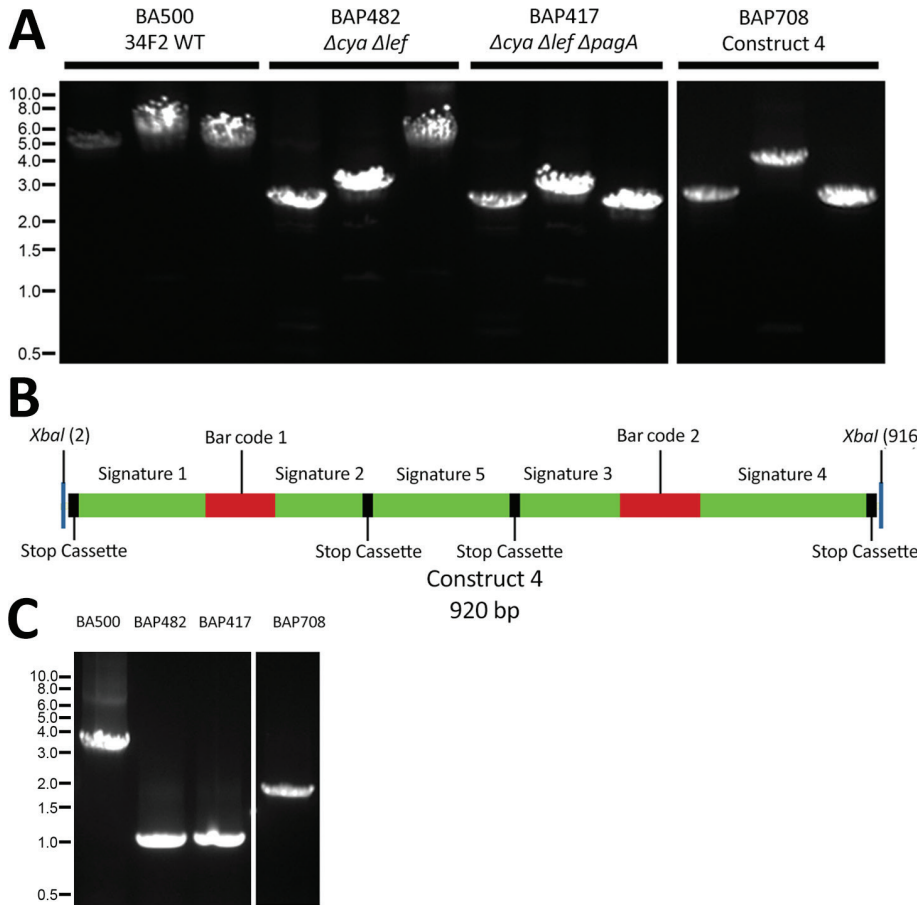 A
BA500
34F2 WT
BAP482
Δcya Δlef
BAP417
Δcya Δlef ΔpagA
BAP708
Construct 4
10.0
8.0
6.0
5.0
4.0
3.0
2.0
1.5
1.0
0.5
B
XbaI (2)
Bar code 1
Bar code 2
XbaI (916
Signature 1
Signature 2
Signature 5
Signature 3
Signature 4
Stop Cassette
Stop Cassette
Stop Cassette
Stop Cassette
Construct 4
920 bp
C
BA500
BAP482
BAP417
BAP708
10.0
8.0
6.0
5.0
4.0
3.0
2.0
1.5
1.0
0.5